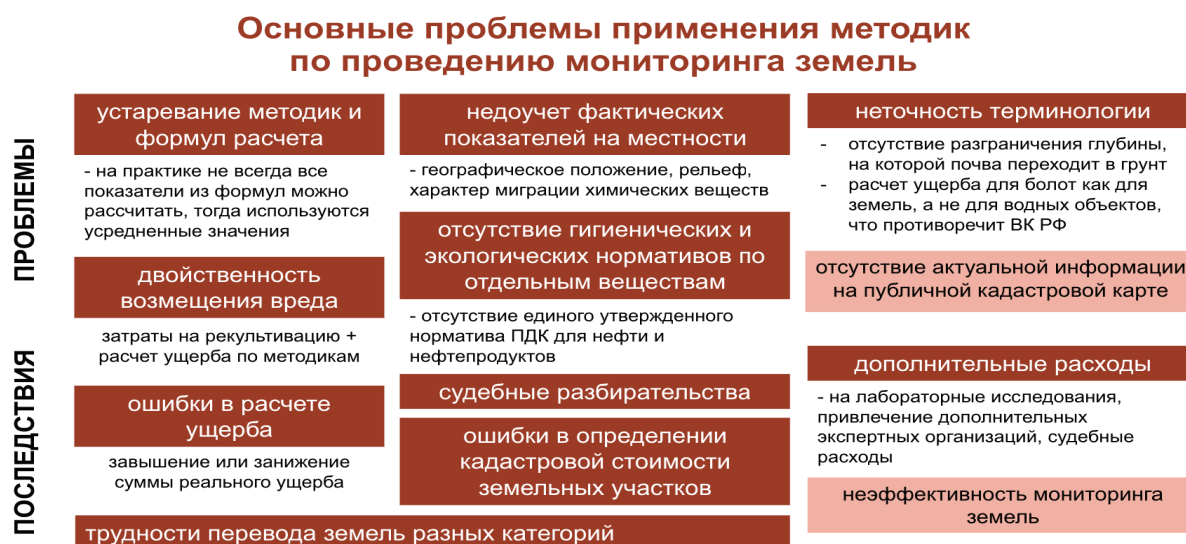 Основные проблемы применения методик
по проведению мониторинга земель
ПРОБЛЕМЫ
устаревание методик и
формул расчета
- на практике не всегда все
показатели из формул можно
рассчитать, тогда используются
усредненные значения
двойственность
возмещения вреда
затраты на рекультивацию +
расчет ущерба по методикам
недоучет фактических
показателей на местности
- географическое положение, рельеф,
характер миграции химических веществ
отсутствие гигиенических и
экологических нормативов по
отдельным веществам
- отсутствие единого утвержденного
норматива ПДК для нефти и
нефтепродуктов
неточность терминологии
- отсутствие разграничения глубины,
на которой почва переходит в грунт
- расчет ущерба для болот как для
земель, а не для водных объектов,
что противоречит ВК РФ
отсутствие актуальной информации
на публичной кадастровой карте
ПОСЛЕДСТВИЯ
ошибки в расчете
ущерба
завышение или занижение
суммы реального ущерба
судебные разбирательства
ошибки в определении
кадастровой стоимости
земельных участков
трудности перевода земель разных категорий
дополнительные расходы
- на лабораторные исследования,
привлечение дополнительных
экспертных организаций, судебные
расходы
неэффективность мониторинга
земель